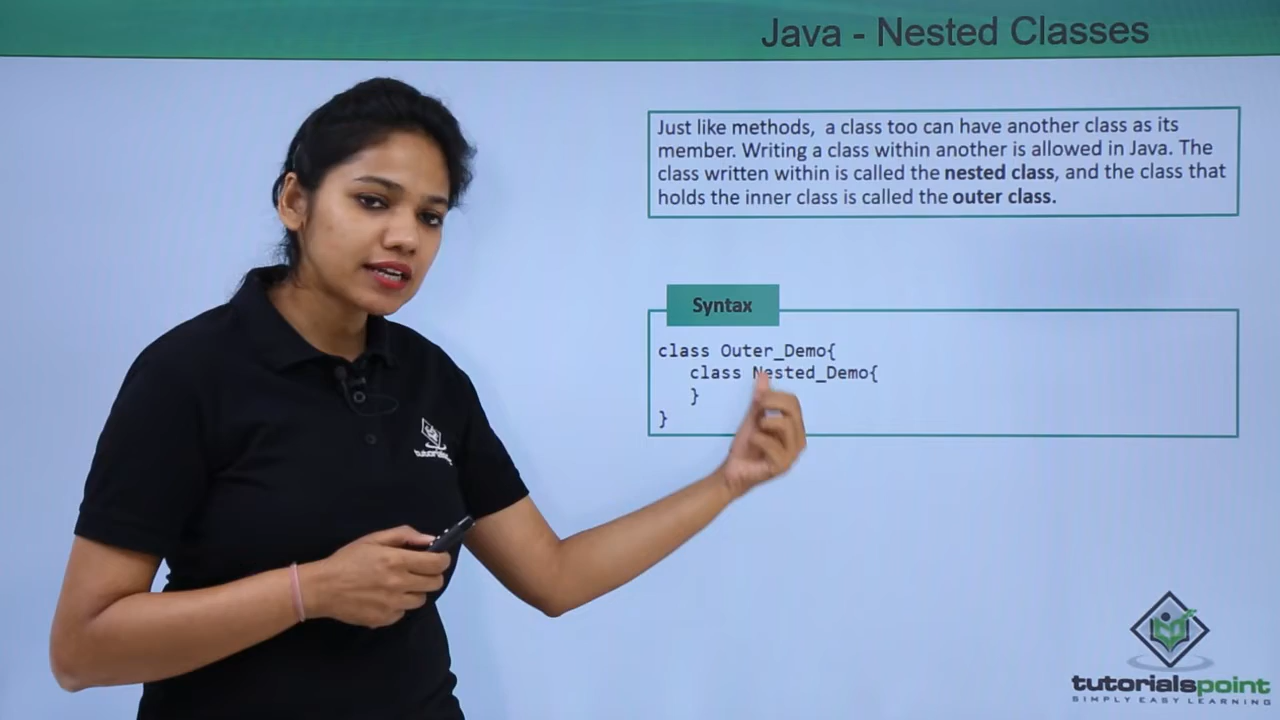 Java - Nested Classes
Just like methods,  a class too can have another class as its
member. Writing a class within another is allowed in Java. The
class written within is called the nested class, and the class that
holds the inner class is called the outer class.
Syntax
class Outer_Demo{
class Nested_Demo{
}
}
tutorialspoint
SIMPLY EASY LEARNING